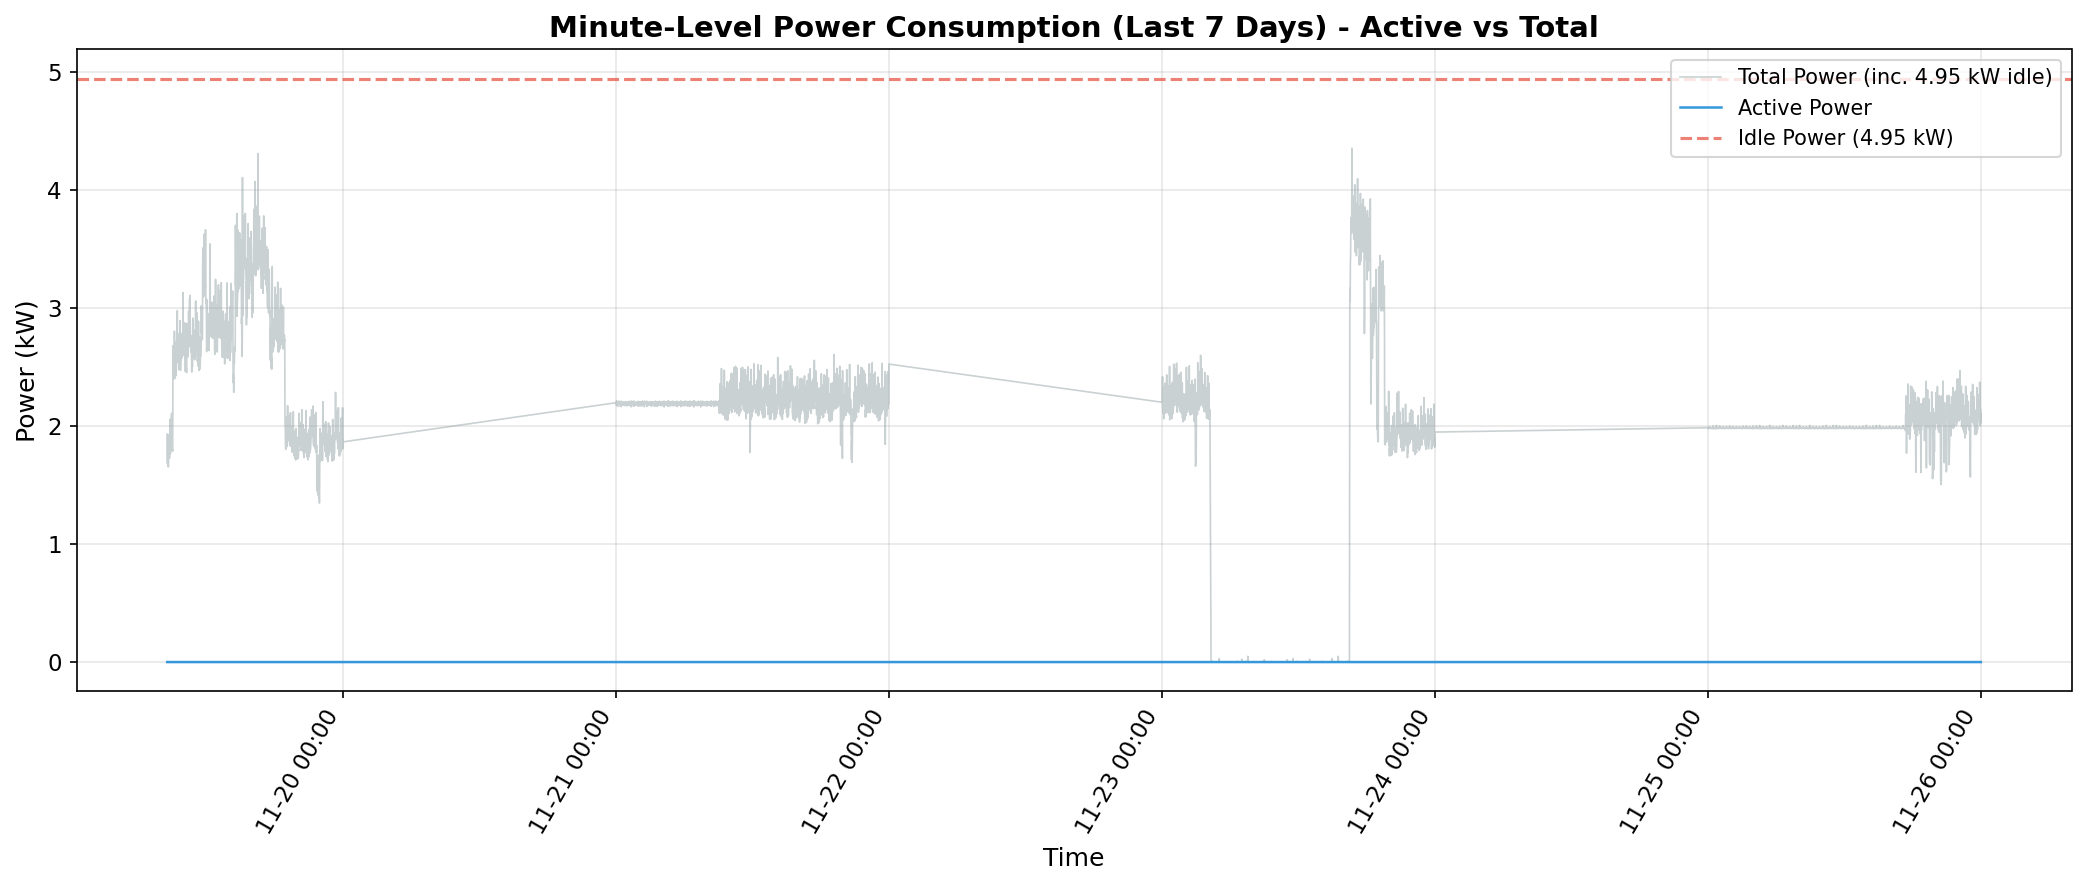 Minute-Level Power Consumption (Last 7 Days) - Active vs Total
Total Power (inc. 4.95 kW idle)
Active Power
Idle Power (4.95 kW)
Power (kW)
5
4
3
2
1
0
11-20 00:00
11-21 00:00
11-22 00:00
11-23 00:00
11-24 00:00
11-25 00:00
11-26 00:00
Time